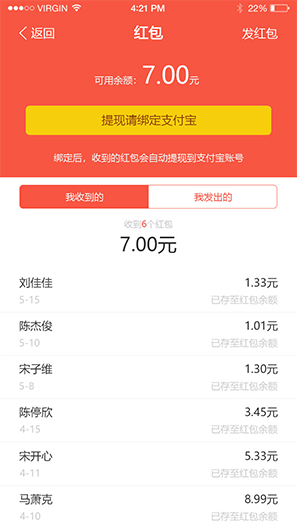 VIRGIN 4:21 PM 22%
返回 红包 发红包
可用余额：7.00元
提现请绑定支付宝
绑定后，收到的红包会自动提现到支付宝账号
我收到的 我发出的
收到6个红包
7.00元
刘佳佳 1.33元
5-15 已存至红包余额
陈杰俊 1.01元
5-10 已存至红包余额
宋子维 1.30元
5-8 已存至红包余额
陈停欣 3.45元
4-15 已存至红包余额
宋开心 5.33元
4-11 已存至红包余额
马萧克 8.99元
4-10 已存至红包余额